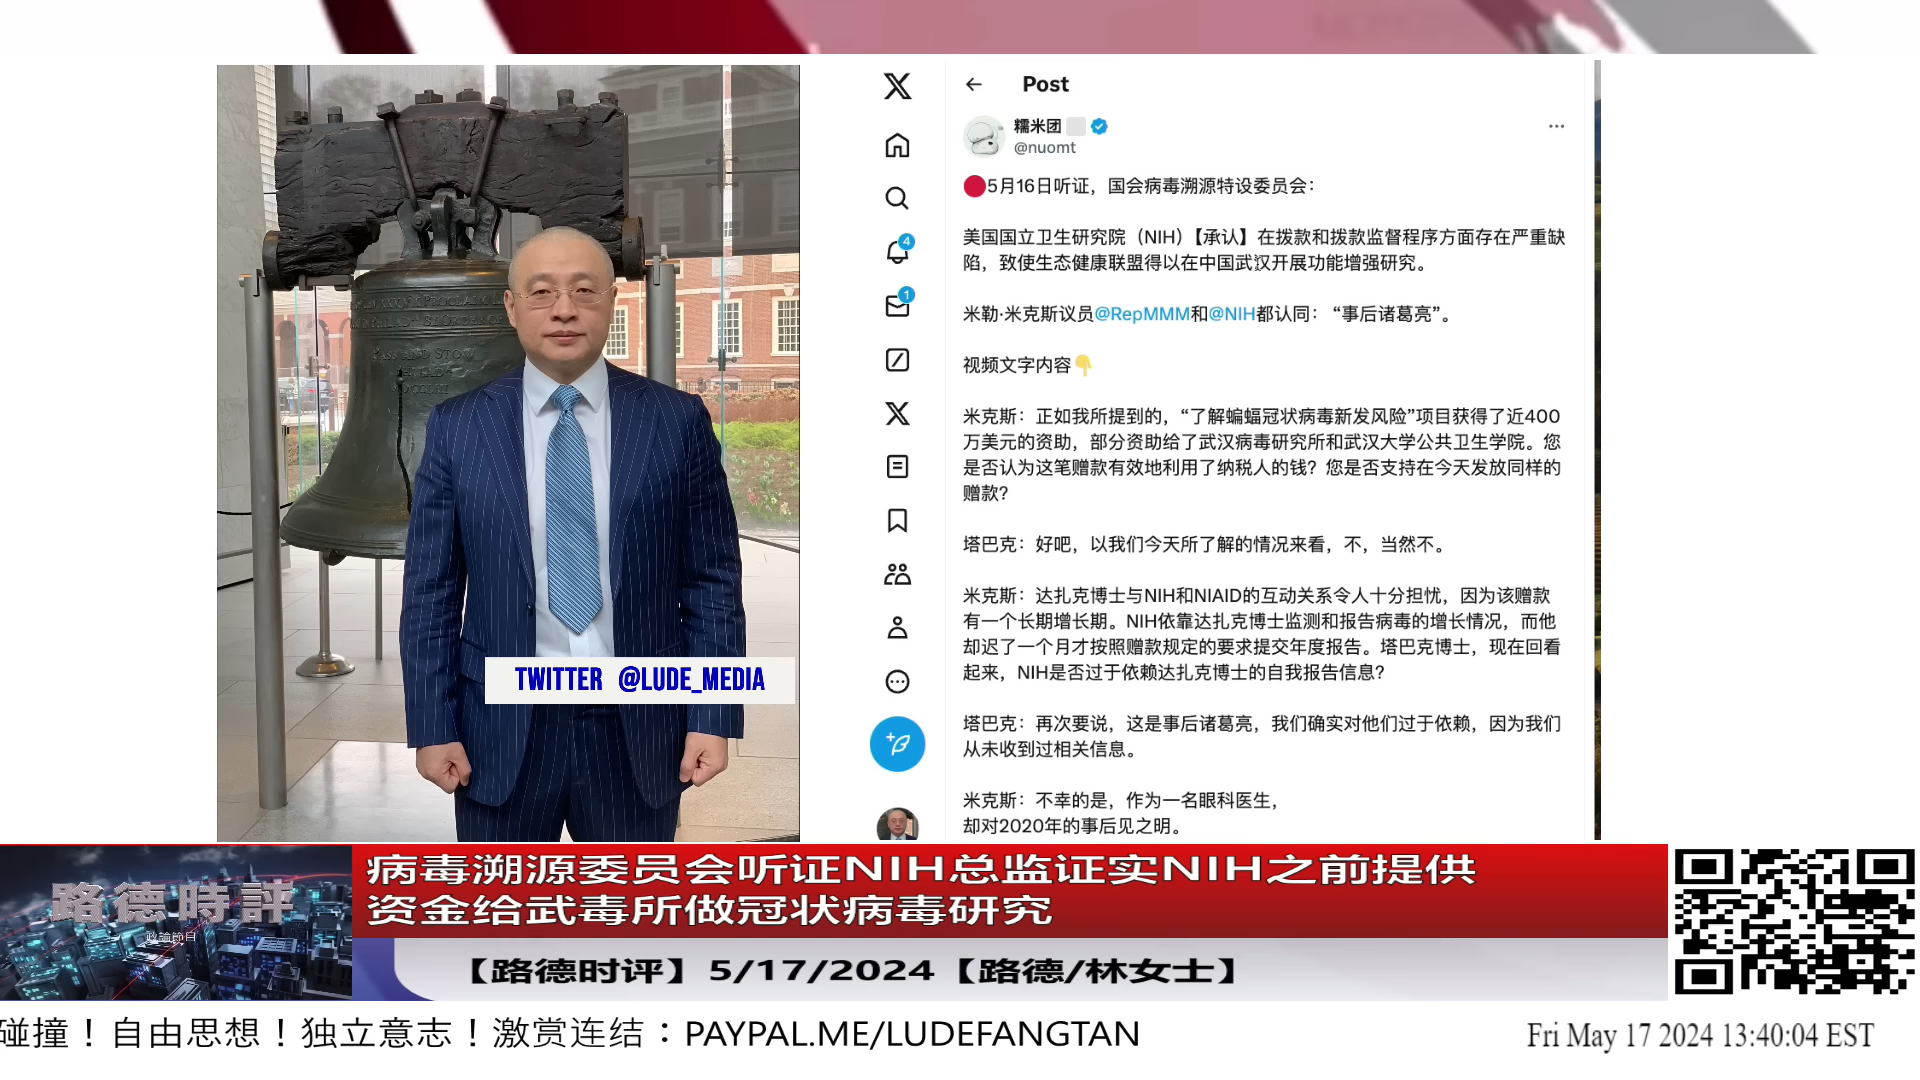 Post
糯米团
@nuomt
5月16日听证，国会病毒溯源特设委员会：
美国国立卫生研究院（NIH）【承认】在拨款和拨款监督程序方面存在严重缺
陷，致使生态健康联盟得以在中国武汉开展功能增强研究。
米勒·米克斯议员@RepMMM和@NIH都认同：“事后诸葛亮”。
视频文字内容👇
米克斯：正如我所提到的，“了解蝙蝠冠状病毒新发风险”项目获得了近400
万美元的资助，部分资助给了武汉病毒研究所和武汉大学公共卫生学院。您
是否认为这笔赠款有效地利用了纳税人的钱？您是否支持在今天发放同样的
赠款？
塔巴克：好吧，以我们今天所了解的情况来看，不，当然不。
米克斯：达扎克博士与NIH和NIAID的互动关系令人十分担忧，因为该赠款
有一个长期增长期。NIH依靠达扎克博士监测和报告病毒的增长情况，而他
却迟了一个月才按照赠款规定的要求提交年度报告。塔巴克博士，现在回看
起来，NIH是否过于依赖达扎克博士的自我报告信息？
塔巴克：再次要说，这是事后诸葛亮，我们确实对他们过于依赖，因为我们
从未收到过相关信息。
米克斯：不幸的是，作为一名眼科医生，
却对2020年的事后见之明。
4
1
PASS AND STOW
TWITTER @LUDE_MEDIA
路德時評
政論節目
病毒溯源委员会听证NIH总监证实NIH之前提供
资金给武毒所做冠状病毒研究
【路德时评】5/17/2024【路德/林女士】
碰撞！自由思想！独立意志！激赏连结：PAYPAL.ME/LUDEFANGTAN
Fri May 17 2024 13:40:04 EST